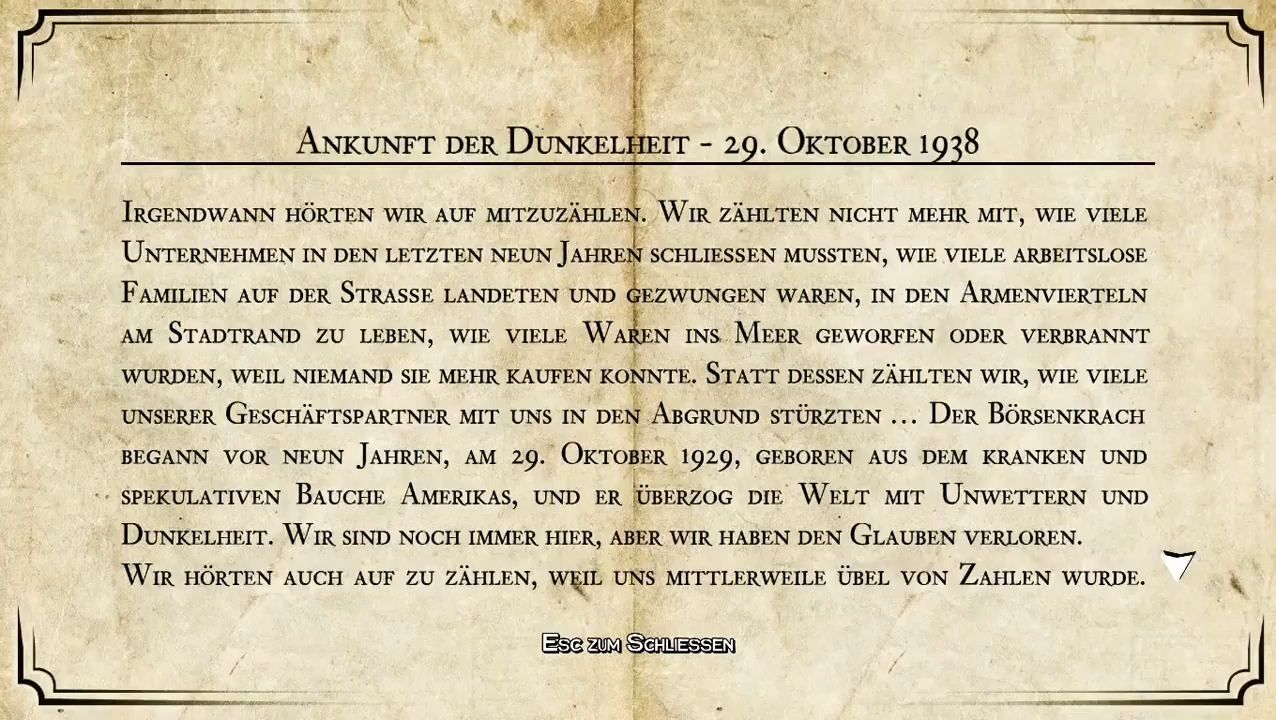 Ankunft der Dunkelheit - 29. Oktober 1938
Irgendwann hörten wir auf mitzuzählen. Wir zählten nicht mehr mit, wie viele
Unternehmen in den letzten neun Jahren schliessen mussten, wie viele arbeitslose
Familien auf der Strasse landeten und gezwungen waren, in den Armenvierteln
am Stadtrand zu leben, wie viele Waren ins Meer geworfen oder verbrannt
wurden, weil niemand sie mehr kaufen konnte. Statt dessen zählten wir, wie viele
unserer Geschäftspartner mit uns in den Abgrund stürzten ... Der Börsenkrach
begann vor neun Jahren, am 29. Oktober 1929, geboren aus dem kranken und
spekulativen Bauche Amerikas, und er überzog die Welt mit Unwettern und
Dunkelheit. Wir sind noch immer hier, aber wir haben den Glauben verloren.
Wir hörten auch auf zu zählen, weil uns mittlerweile übel von Zahlen wurde.
Esc zum Schliessen